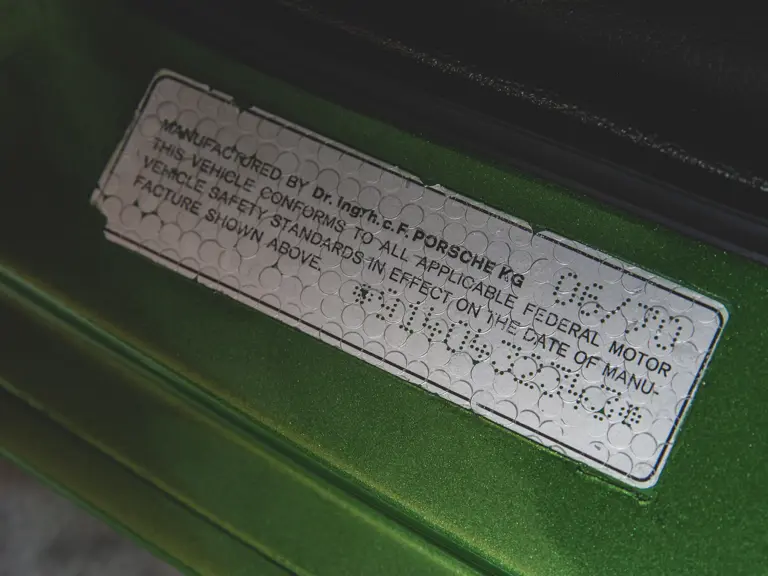 MANUFACTURED BY Dr. Ing. h. c. F. PORSCHE KG 06/70
THIS VEHICLE CONFORMS TO ALL APPLICABLE FEDERAL MOTOR
VEHICLE SAFETY STANDARDS IN EFFECT ON THE DATE OF MANU-
FACTURE SHOWN ABOVE.